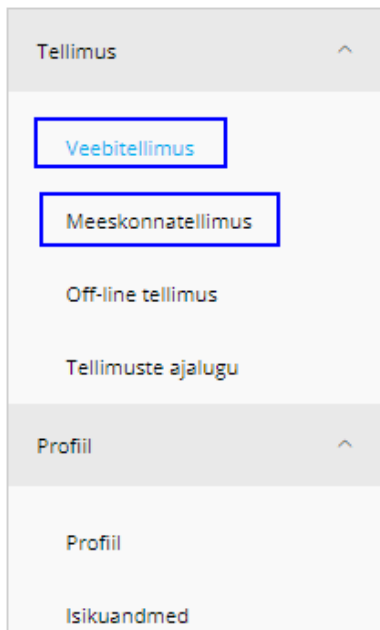 Tellimus
Veebitellimus
Meeskonnatellimus
Off-line tellimus
Tellimuste ajalugu
Profiil
Profiil
Isikuandmed